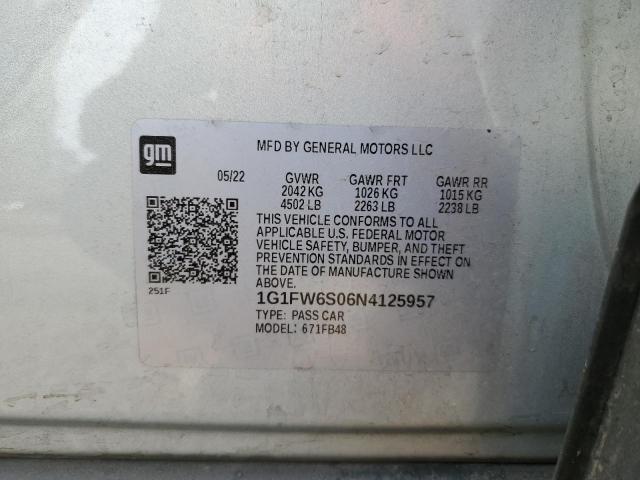 gm
MFD BY GENERAL MOTORS LLC
05/22 GVWR GAWR FRT GAWR RR
2042 KG 1026 KG 1015 KG
4502 LB 2263 LB 2238 LB
THIS VEHICLE CONFORMS TO ALL
APPLICABLE U.S. FEDERAL MOTOR
VEHICLE SAFETY, BUMPER, AND THEFT
PREVENTION STANDARDS IN EFFECT ON
THE DATE OF MANUFACTURE SHOWN
ABOVE.
251F
1G1FW6S06N4125957
TYPE: PASS CAR
MODEL: 671FB48